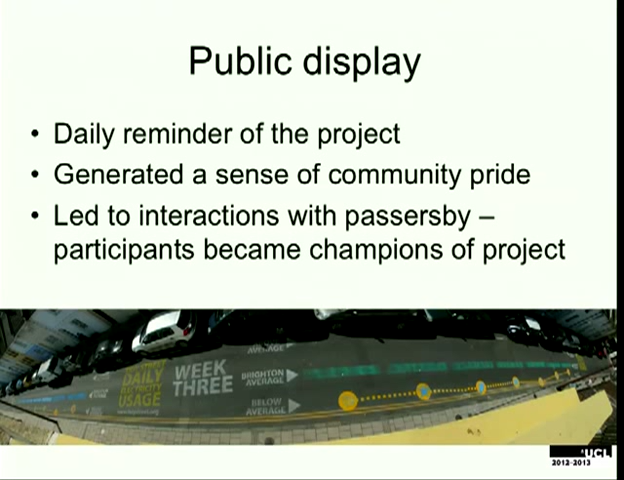 Public display
• Daily reminder of the project
• Generated a sense of community pride
• Led to interactions with passersby –
participants became champions of project
AVERAGE
DAILY
USAGE
WEEK
THREE
BRIGHTON
AVERAGE
BELOW
AVERAGE
UCL
2012-2013